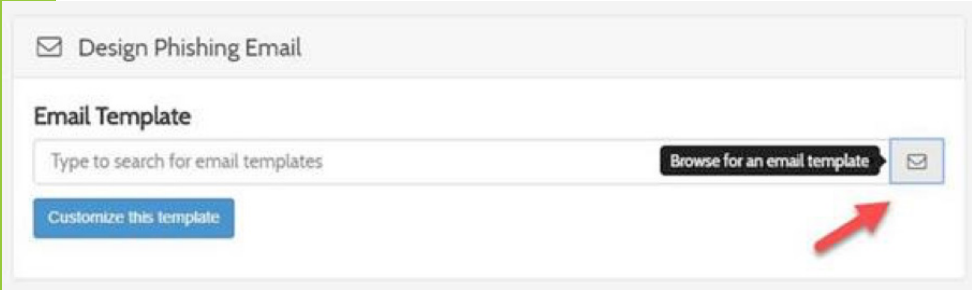 Design Phishing Email
Email Template
Type to search for email templates
Browse for an email template
Customize this template